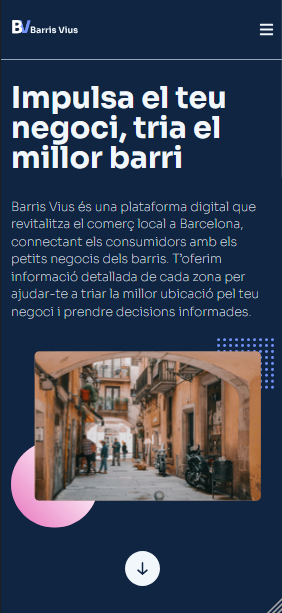 BV Barris Vius
Impulsa el teu
negoci, tria el
millor barri
Barris Vius és una plataforma digital que
revitalitza el comerç local a Barcelona,
connectant els consumidors amb els
petits negocis dels barris. T'oferim
informació detallada de cada zona per
ajudar-te a triar la millor ubicació pel teu
negoci i prendre decisions informades.